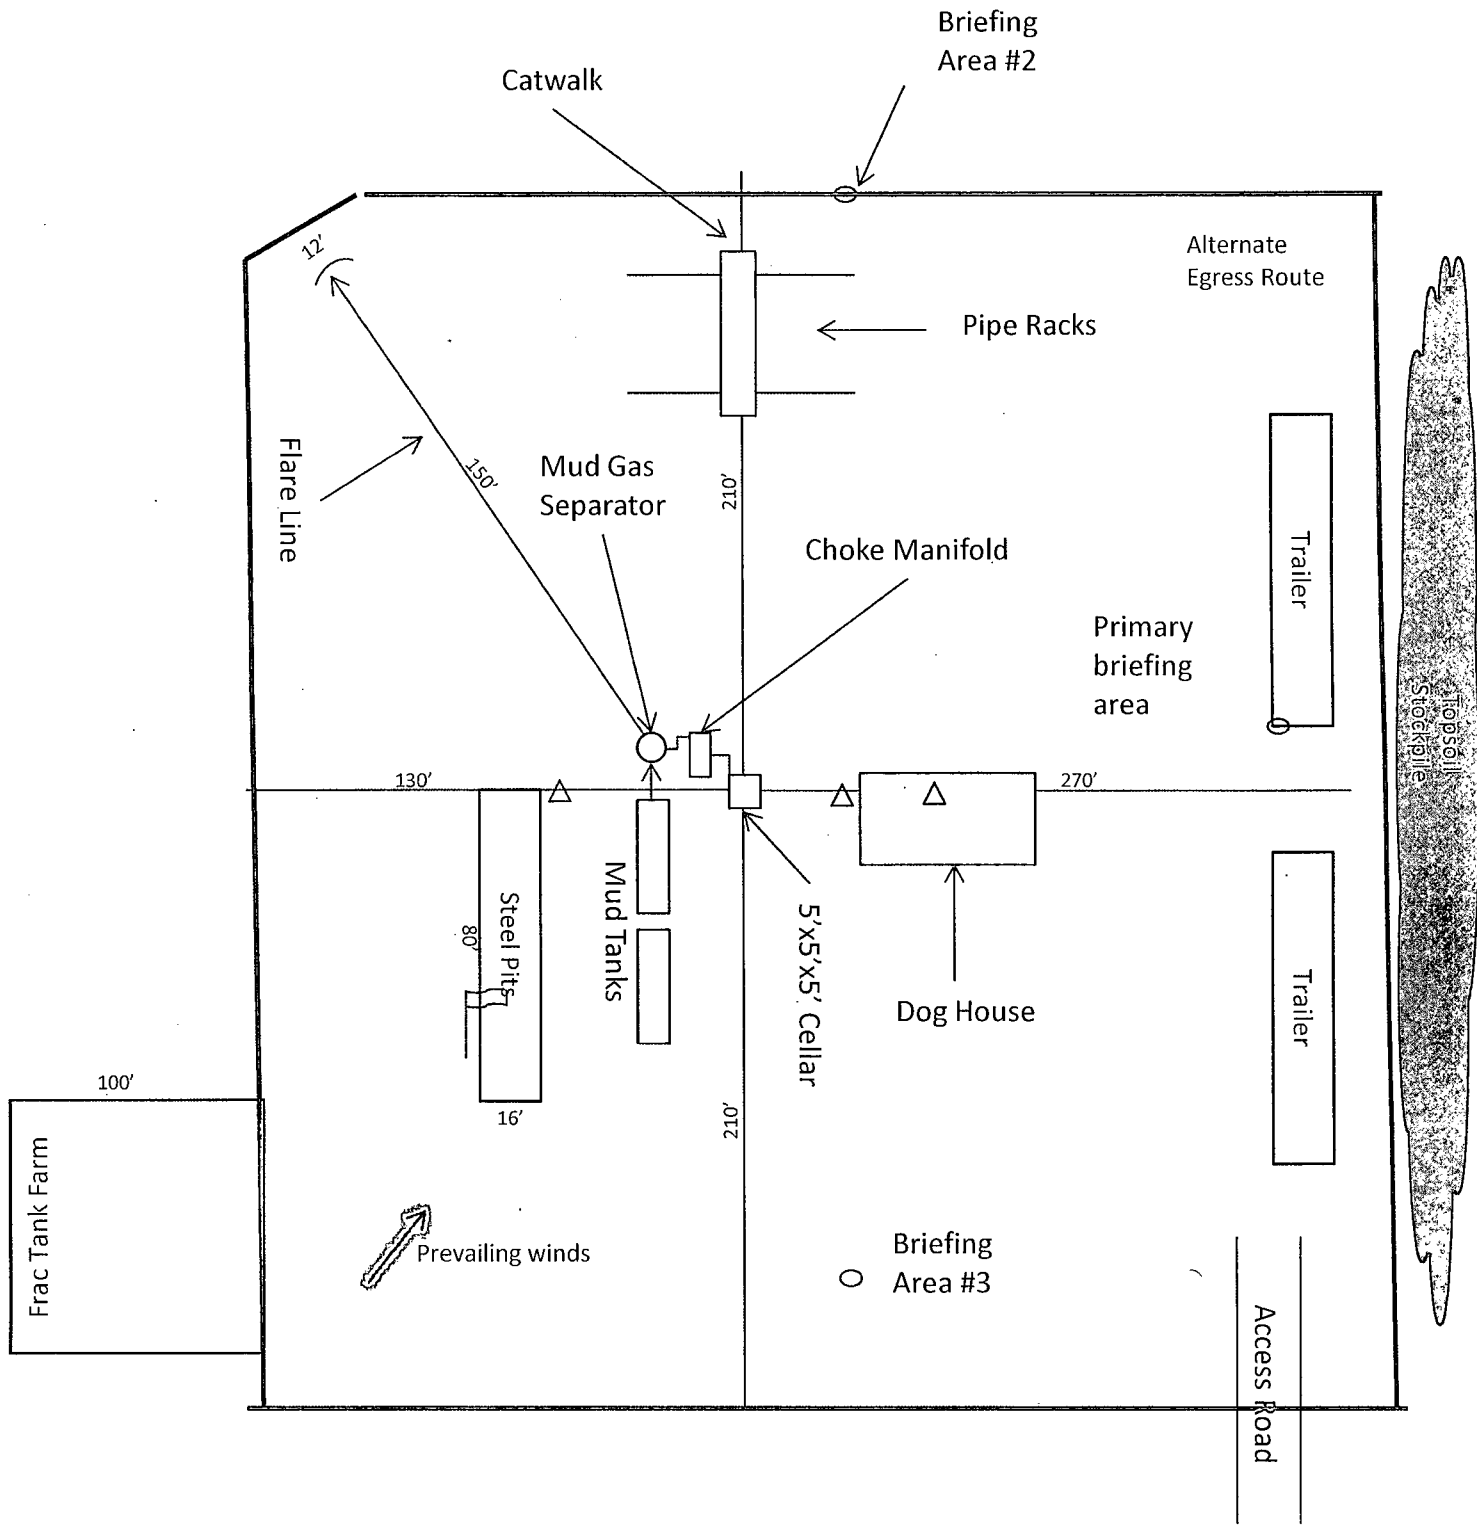 Briefing
Area #2
Catwalk
12'
Alternate
Egress Route
Pipe Racks
Flare Line
150'
Mud Gas
Separator
210'
Choke Manifold
Trailer
Primary
briefing
area
Topsoil
Stockpile
130'
270'
Steel Pits
80'
Mud Tanks
5'x5'x5' Cellar
Dog House
Trailer
100'
16'
210'
Frac Tank Farm
Prevailing winds
Briefing
Area #3
Access Road